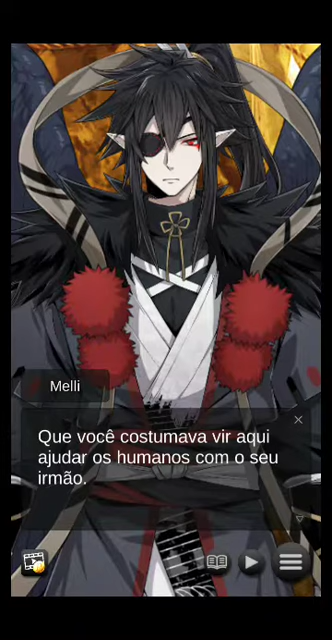 Melli
Que você costumava vir aqui
ajudar os humanos com o seu
irmão.